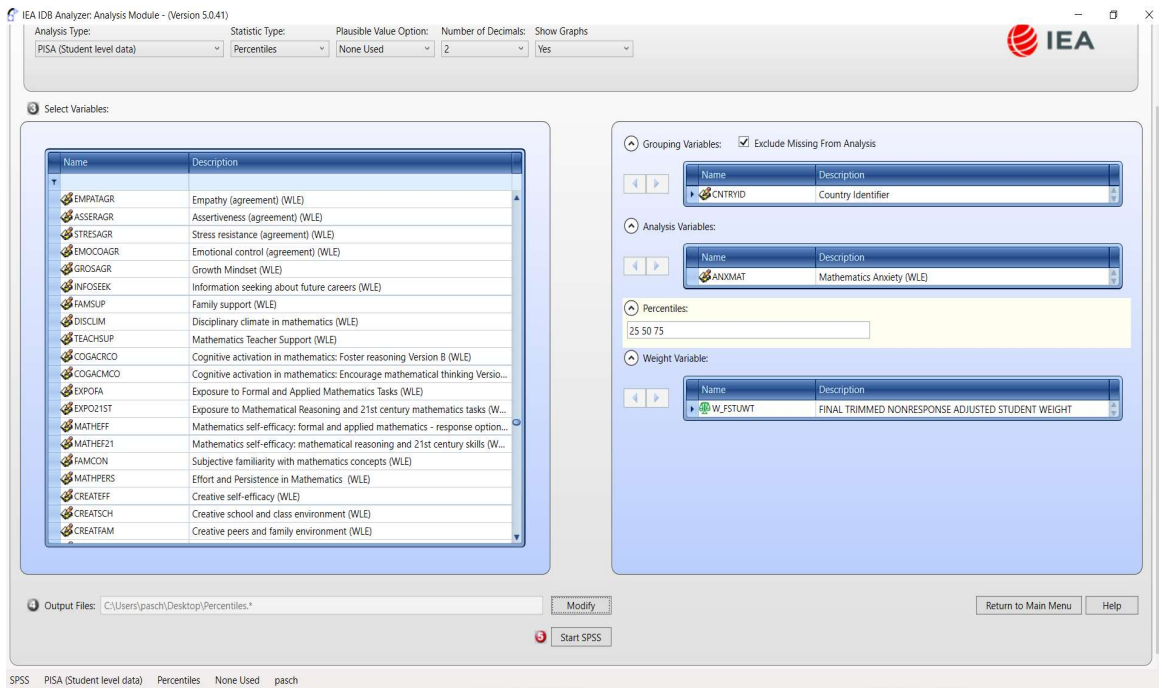 IEA IDB Analyzer: Analysis Module - (Version 5.0.41)
Analysis Type: Statistic Type: Plausible Value Option: Number of Decimals: Show Graphs
PISA (Student level data) Percentiles None Used 2 Yes
IEA
3 Select Variables:
Name Description
EMPATAGR Empathy (agreement) (WLE)
ASSERAGR Assertiveness (agreement) (WLE)
STRESAGR Stress resistance (agreement) (WLE)
EMOCOAGR Emotional control (agreement) (WLE)
GROSAGR Growth Mindset (WLE)
INFOSEEK Information seeking about future careers (WLE)
FAMSUP Family support (WLE)
DISCLIM Disciplinary climate in mathematics (WLE)
TEACHSUP Mathematics Teacher Support (WLE)
COGACRCO Cognitive activation in mathematics: Foster reasoning Version B (WLE)
COGACMCO Cognitive activation in mathematics: Encourage mathematical thinking Versio...
EXPOFA Exposure to Formal and Applied Mathematics Tasks (WLE)
EXPO21ST Exposure to Mathematical Reasoning and 21st century mathematics tasks (W...
MATHEFF Mathematics self-efficacy: formal and applied mathematics - response option...
MATHEF21 Mathematics self-efficacy: mathematical reasoning and 21st century skills (W...
FAMCON Subjective familiarity with mathematics concepts (WLE)
MATHPERS Effort and Persistence in Mathematics (WLE)
CREATEFF Creative self-efficacy (WLE)
CREATSCH Creative school and class environment (WLE)
CREATFAM Creative peers and family environment (WLE)
Grouping Variables: Exclude Missing From Analysis
Name Description
CNTRYID Country Identifier
Analysis Variables:
Name Description
ANXMAT Mathematics Anxiety (WLE)
Percentiles:
25 50 75
Weight Variable:
Name Description
W_FSTUWT FINAL TRIMMED NONRESPONSE ADJUSTED STUDENT WEIGHT
4 Output Files: C:\Users\pasch\Desktop\Percentiles.* Modify Return to Main Menu Help
5 Start SPSS
SPSS PISA (Student level data) Percentiles None Used pasch